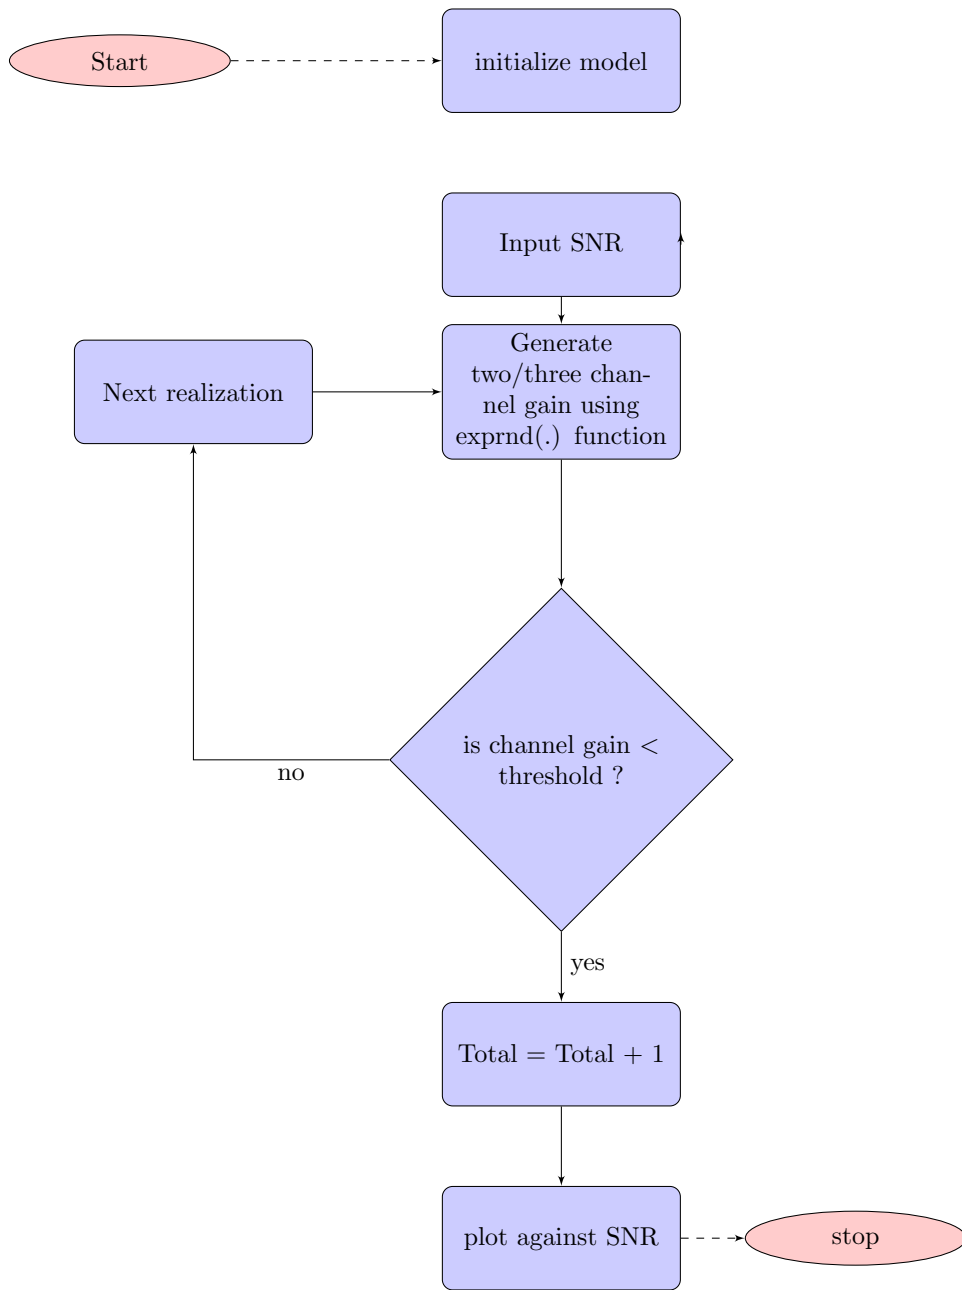 Start
initialize model
Input SNR
Generate
two/three chan-
nel gain using
exprnd(.) function
Next realization
is channel gain <
threshold ?
no
yes
Total = Total + 1
plot against SNR
stop